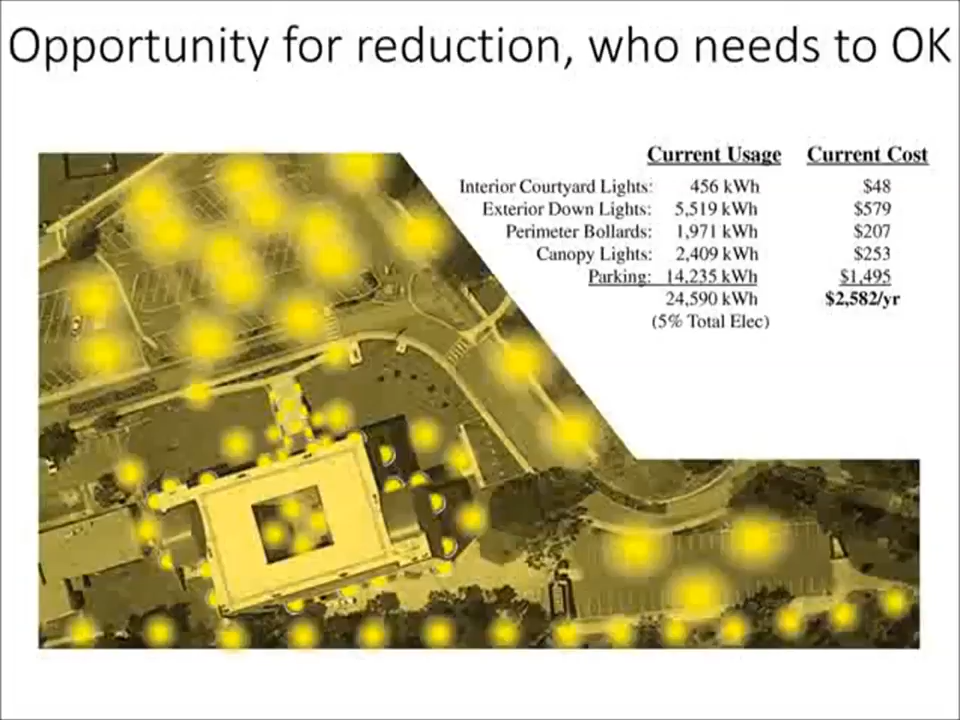 Opportunity for reduction, who needs to OK
Current Usage Current Cost
Interior Courtyard Lights: 456 kWh $48
Exterior Down Lights: 5,519 kWh $579
Perimeter Bollards: 1,971 kWh $207
Canopy Lights: 2,409 kWh $253
Parking: 14,235 kWh $1,495
24,590 kWh $2,582/yr
(5% Total Elec)